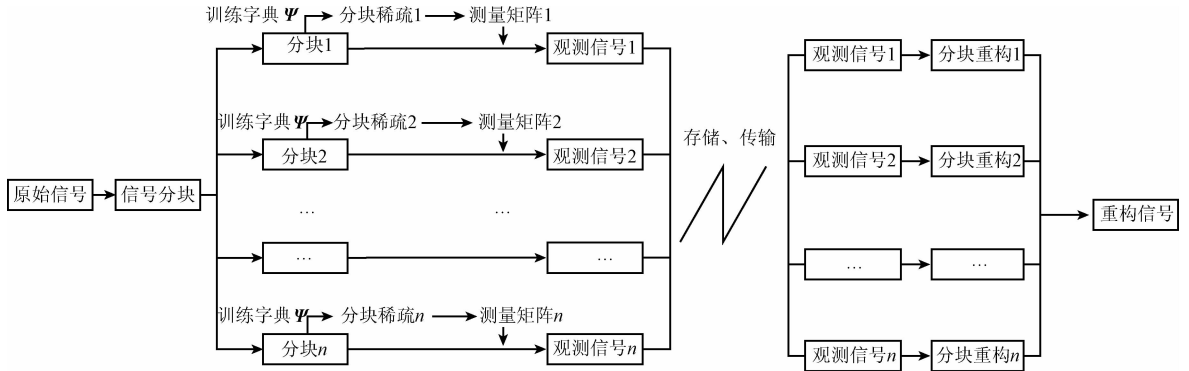 训练字典 Ψ 分块稀疏1 测量矩阵1
分块1 观测信号1 观测信号1 分块重构1
训练字典 Ψ 分块稀疏2 测量矩阵2
存储、传输
分块2 观测信号2 观测信号2 分块重构2
原始信号 信号分块 重构信号
… …
… … … …
训练字典 Ψ 分块稀疏n 测量矩阵n
分块n 观测信号n 观测信号n 分块重构n